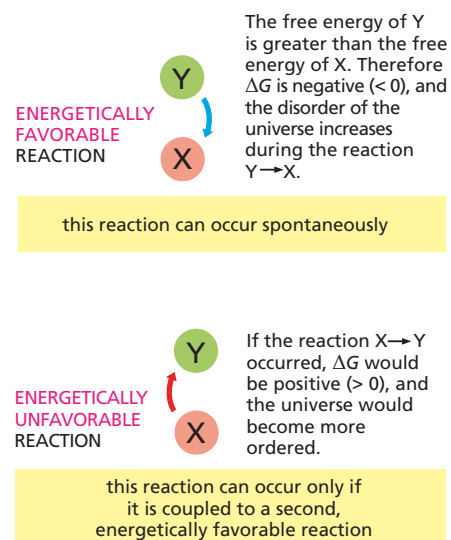 The free energy of Y
is greater than the free
energy of X. Therefore
ΔG is negative (< 0), and
the disorder of the
universe increases
during the reaction
Y→X.
Y
X
ENERGETICALLY
FAVORABLE
REACTION
this reaction can occur spontaneously
If the reaction X→Y
occurred, ΔG would
be positive (> 0), and
the universe would
become more
ordered.
Y
X
ENERGETICALLY
UNFAVORABLE
REACTION
this reaction can occur only if
it is coupled to a second,
energetically favorable reaction